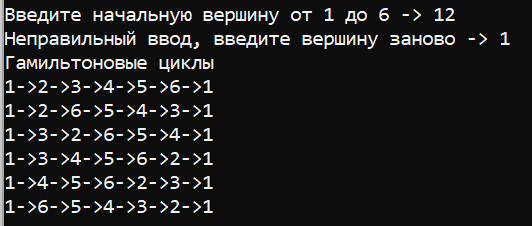 Введите начальную вершину от 1 до 6 -> 12
Неправильный ввод, введите вершину заново -> 1
Гамильтоновые циклы
1->2->3->4->5->6->1
1->2->6->5->4->3->1
1->3->2->6->5->4->1
1->3->4->5->6->2->1
1->4->5->6->2->3->1
1->6->5->4->3->2->1